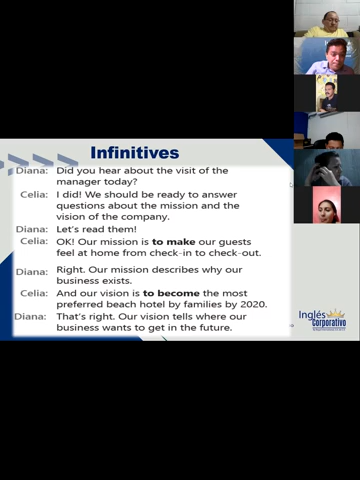 Infinitives
Diana: Did you hear about the visit of the
manager today?
Celia: I did! We should be ready to answer
questions about the mission and the
vision of the company.
Diana: Let's read them!
Celia: OK! Our mission is to make our guests
feel at home from check-in to check-out.
Diana: Right. Our mission describes why our
business exists.
Celia: And our vision is to become the most
preferred beach hotel by families by 2020.
Diana: That's right. Our vision tells where our
business wants to get in the future.
Inglés
Corporativo